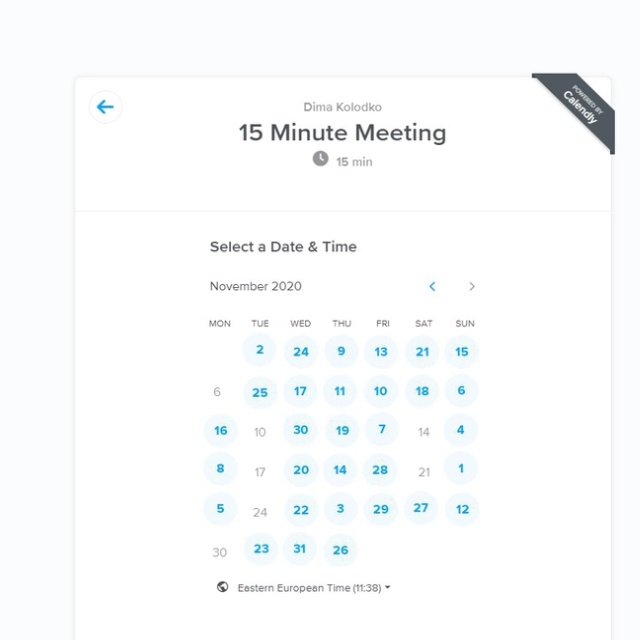 Dima Kolodko
15 Minute Meeting
15 min
POWERED BY
Calendly
Select a Date & Time
November 2020
MON TUE WED THU FRI SAT SUN
2 24 9 13 21 15
6 25 17 11 10 18 6
16 10 30 19 7 14 4
8 17 20 14 28 21 1
5 24 22 3 29 27 12
30 23 31 26
Eastern European Time (11:38)